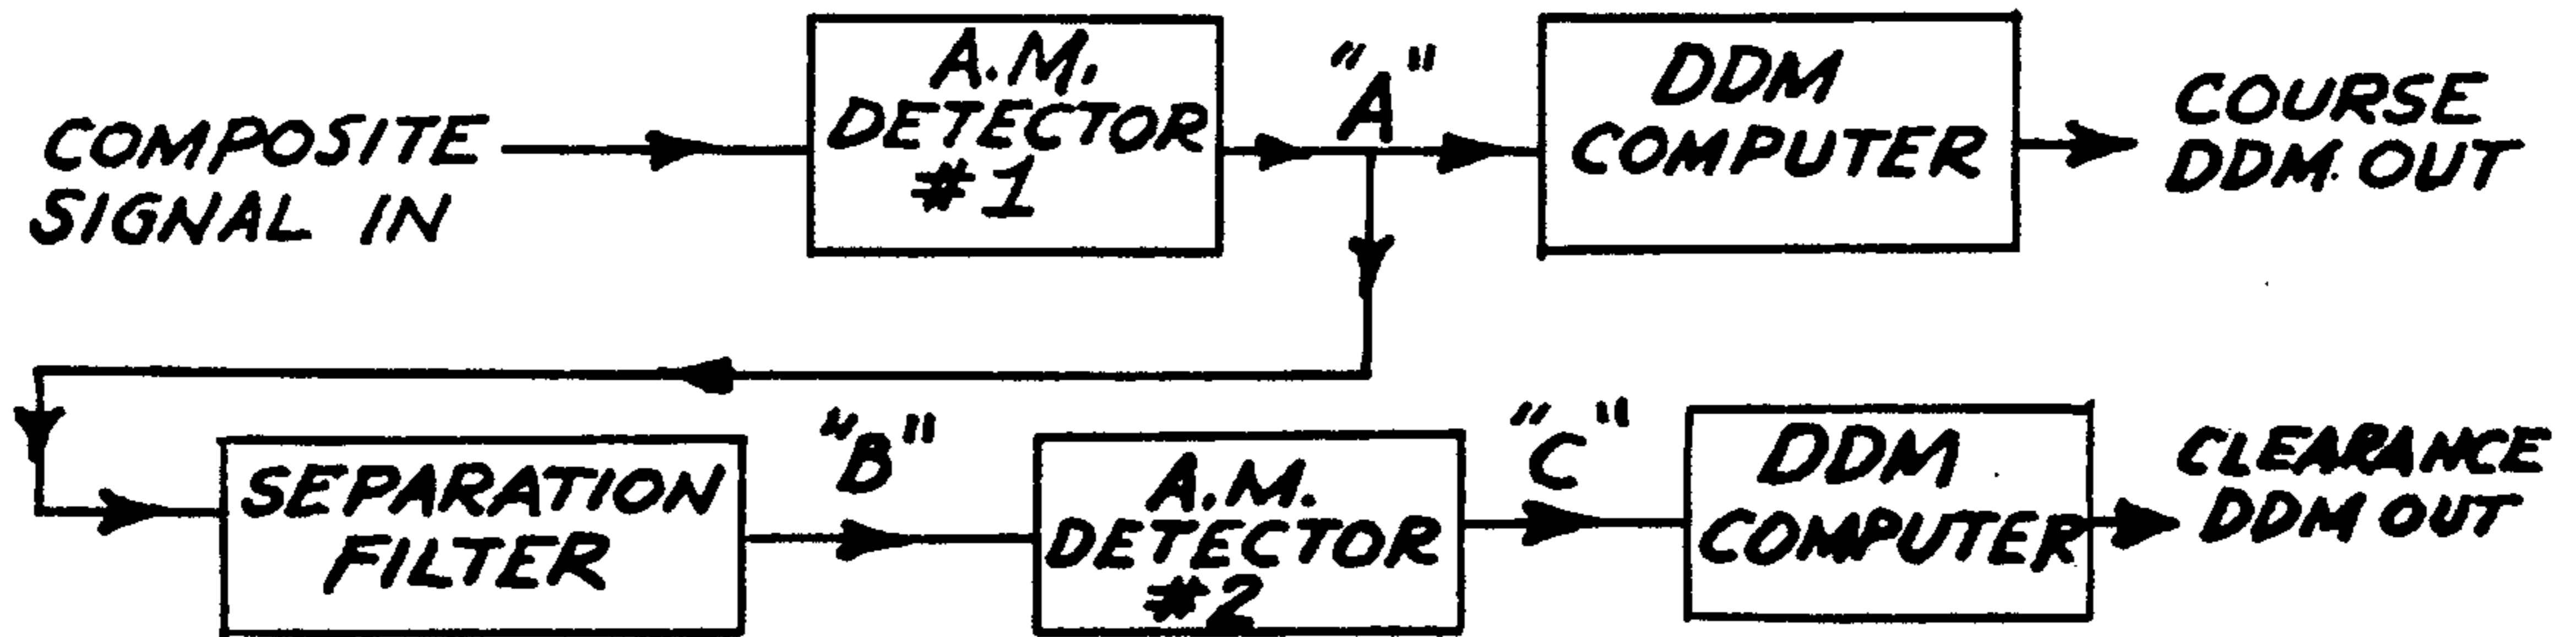 COMPOSITE
SIGNAL IN
A.M.
DETECTOR
#1
"A"
DDM
COMPUTER
COURSE
DDM OUT
SEPARATION
FILTER
"B"
A.M.
DETECTOR
#2
"C"
DDM
COMPUTER
CLEARANCE
DDM OUT